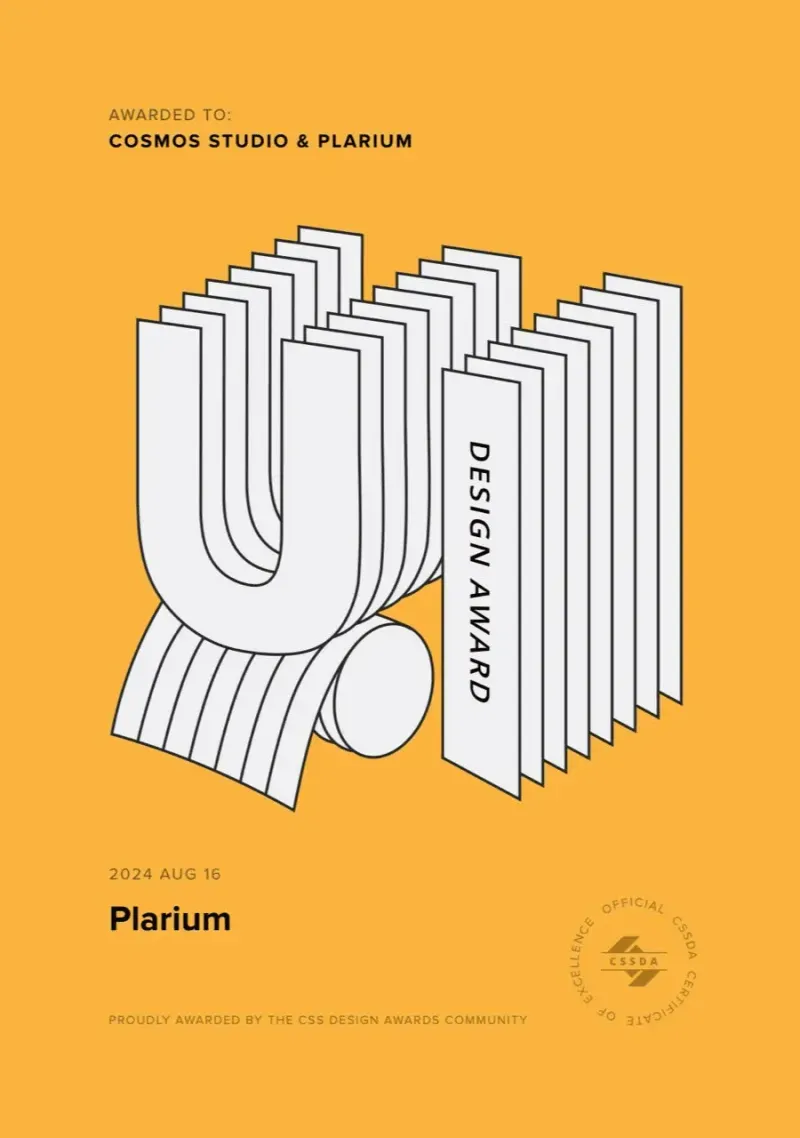 AWARDED TO:
COSMOS STUDIO & PLARIUM
UI
DESIGN AWARD
2024 AUG 16
Plarium
OFFICIAL CSSDA CERTIFICATE OF EXCELLENCE
CSSDA
PROUDLY AWARDED BY THE CSS DESIGN AWARDS COMMUNITY